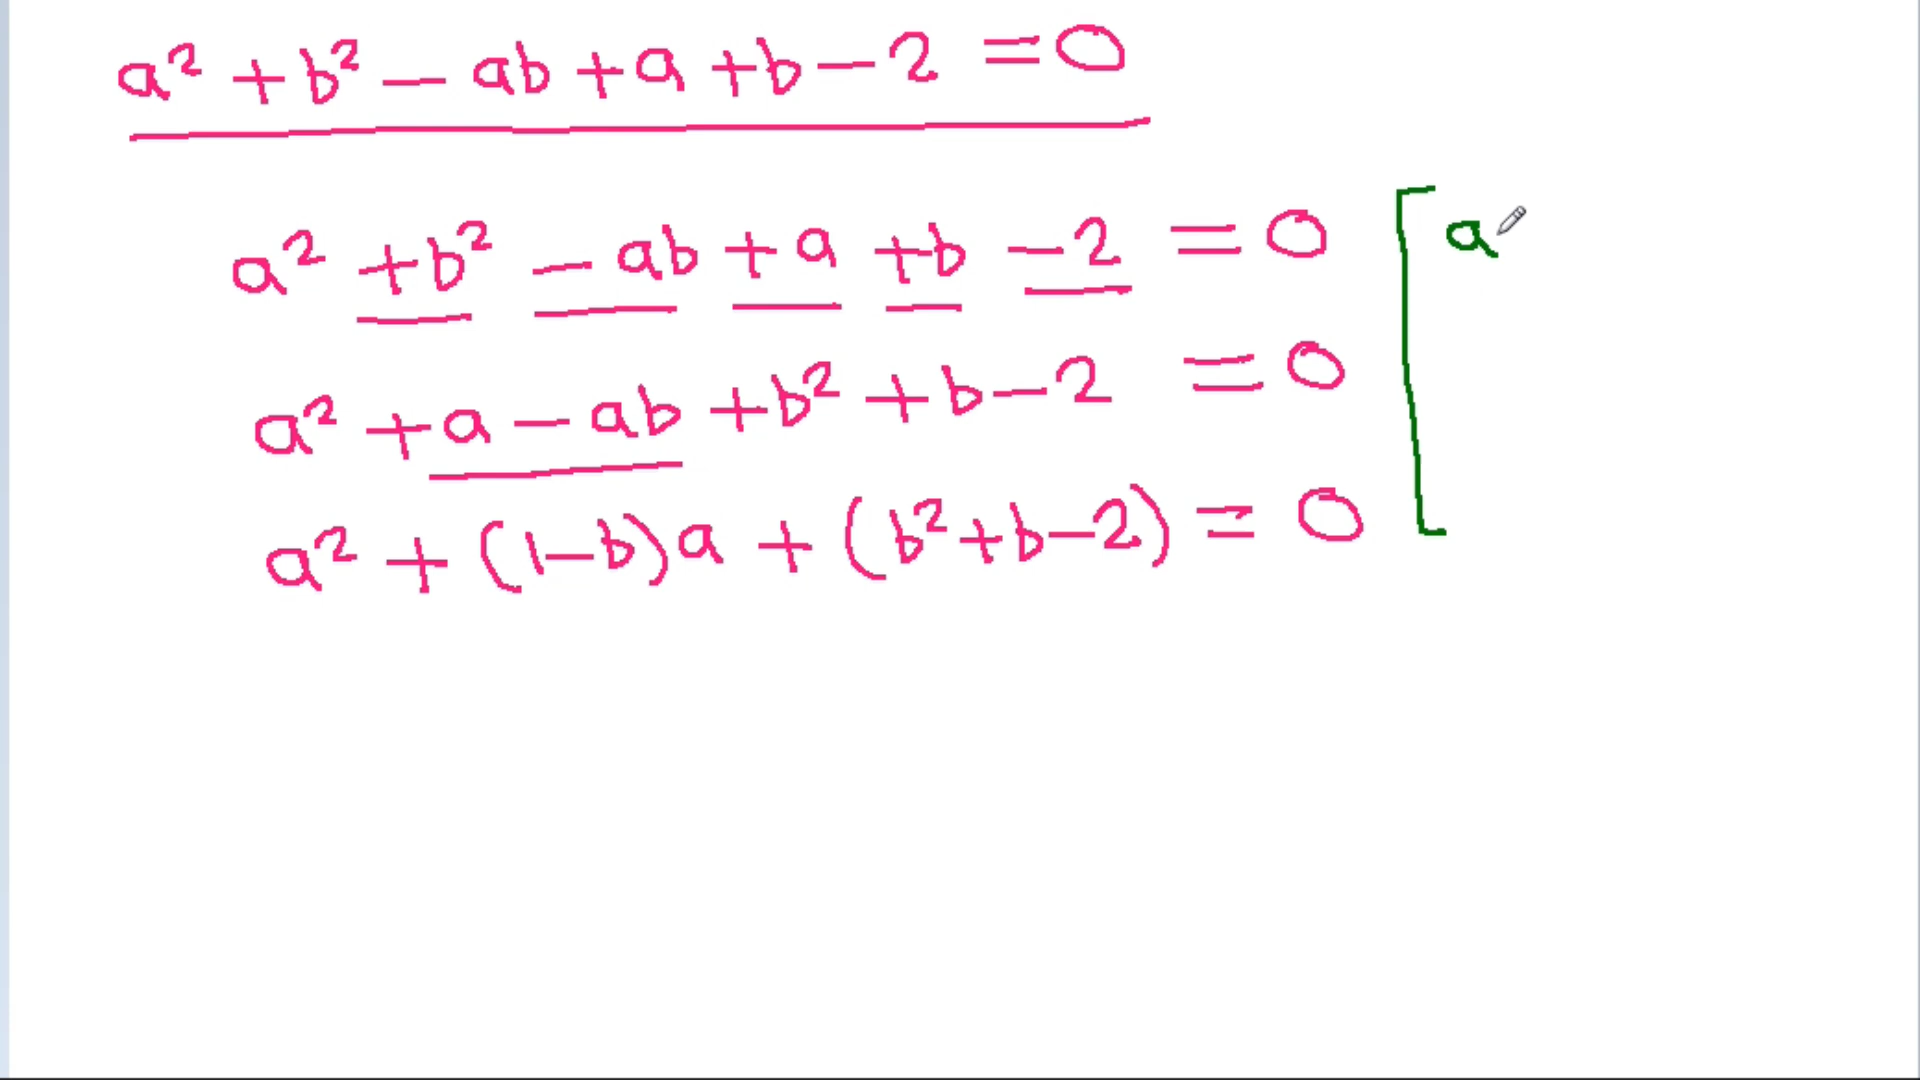 a² + b² - ab + a + b - 2 = 0
a² + b² - ab + a + b - 2 = 0
a
a² + a - ab + b² + b - 2 = 0
a² + (1-b)a + (b² + b - 2) = 0